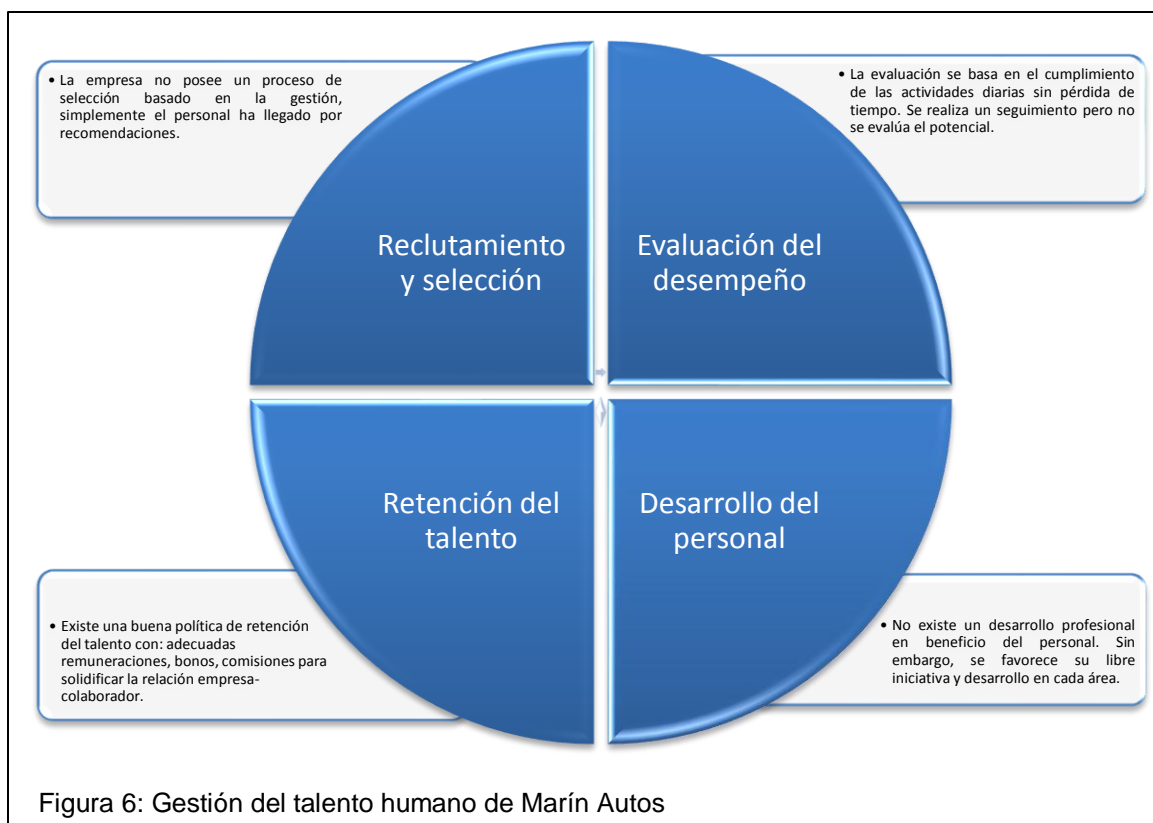 • La empresa no posee un proceso de
selección basado en la gestión,
simplemente el personal ha llegado por
recomendaciones.
• La evaluación se basa en el cumplimiento
de las actividades diarias sin pérdida de
tiempo. Se realiza un seguimiento pero no
se evalúa el potencial.
Reclutamiento
y selección
Evaluación del
desempeño
Retención del
talento
Desarrollo del
personal
• Existe una buena política de retención
del talento con: adecuadas
remuneraciones, bonos, comisiones para
solidificar la relación empresa-
colaborador.
• No existe un desarrollo profesional
en beneficio del personal. Sin
embargo, se favorece su libre
iniciativa y desarrollo en cada área.
Figura 6: Gestión del talento humano de Marín Autos